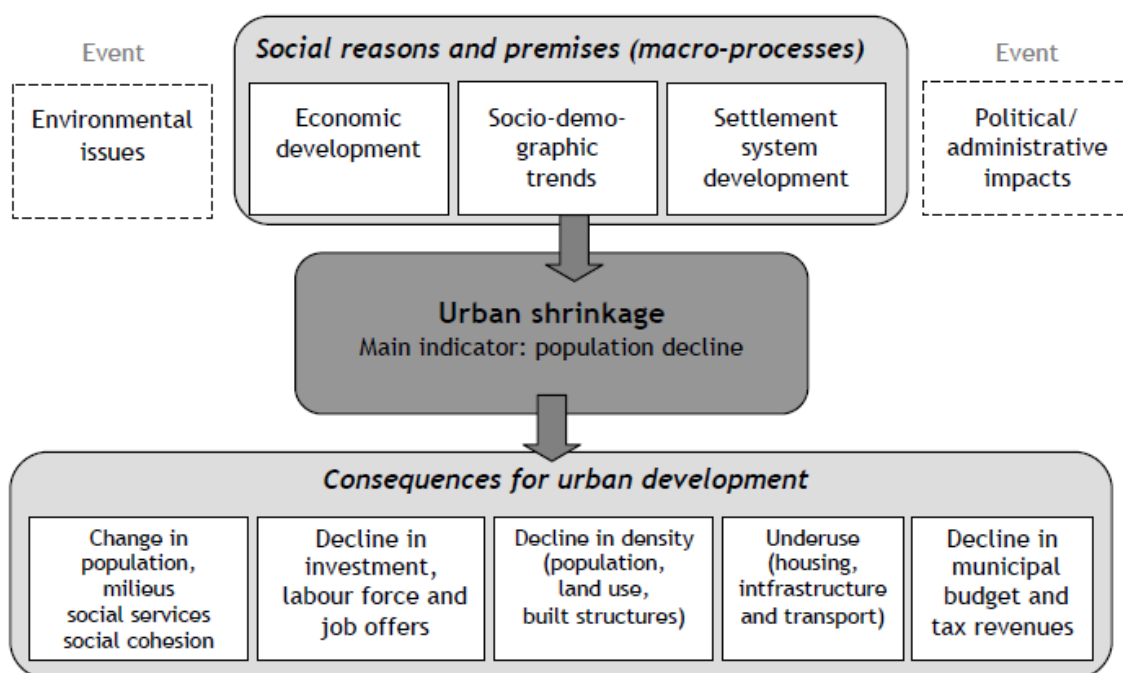 Event
Environmental
issues
Social reasons and premises (macro-processes)
Economic
development
Socio-demo-
graphic
trends
Settlement
system
development
Event
Political/
administrative
impacts
Urban shrinkage
Main indicator: population decline
Consequences for urban development
Change in
population,
milieus
social services
social cohesion
Decline in
investment,
labour force and
job offers
Decline in density
(population,
land use,
built structures)
Underuse
(housing,
intfrastructure
and transport)
Decline in
municipal
budget and
tax revenues